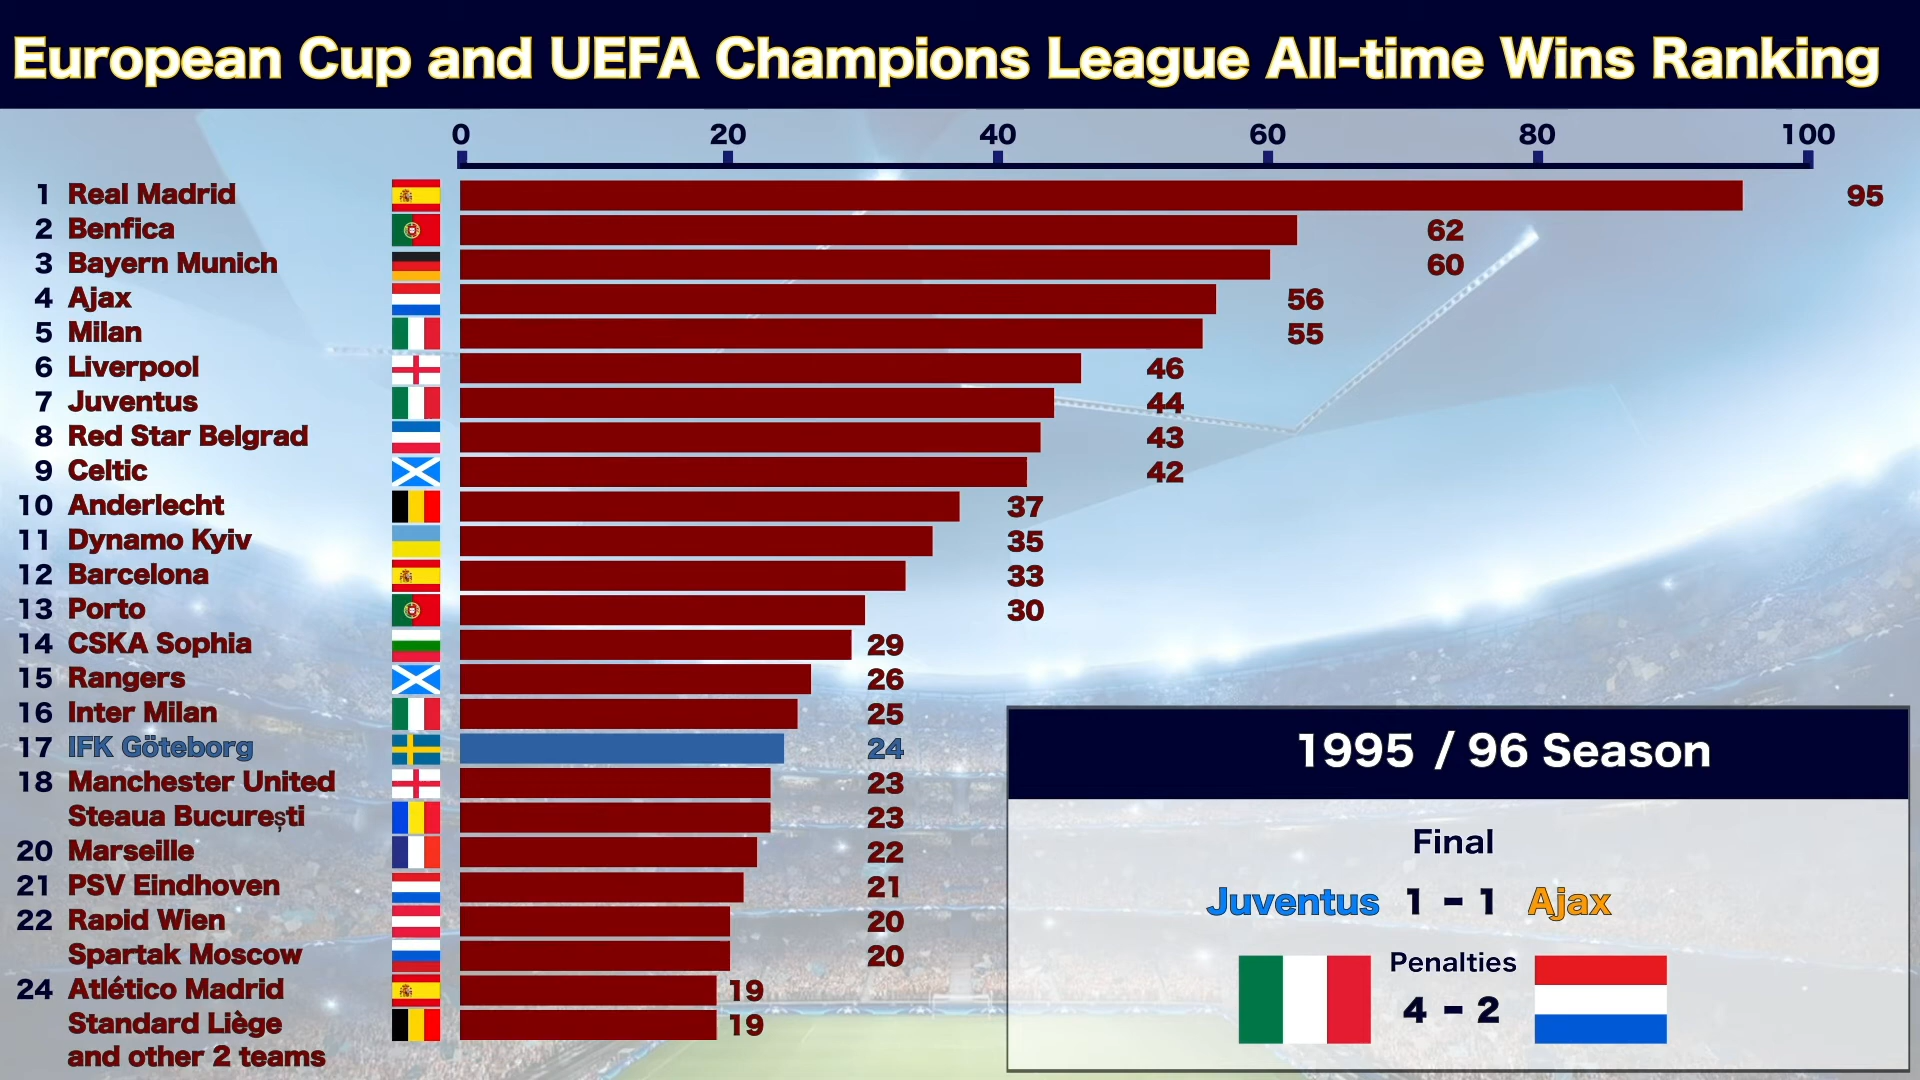 European Cup and UEFA Champions League All-time Wins Ranking
0 20 40 60 80 100
1 Real Madrid 95
2 Benfica 62
3 Bayern Munich 60
4 Ajax 56
5 Milan 55
6 Liverpool 46
7 Juventus 44
8 Red Star Belgrad 43
9 Celtic 42
10 Anderlecht 37
11 Dynamo Kyiv 35
12 Barcelona 33
13 Porto 30
14 CSKA Sophia 29
15 Rangers 26
16 Inter Milan 25
17 IFK Göteborg 24
18 Manchester United 23
Steaua București 23
20 Marseille 22
21 PSV Eindhoven 21
22 Rapid Wien 20
Spartak Moscow 20
24 Atlético Madrid 19
Standard Liège 19
and other 2 teams
1995 / 96 Season
Final
Juventus 1 - 1 Ajax
Penalties
4 - 2